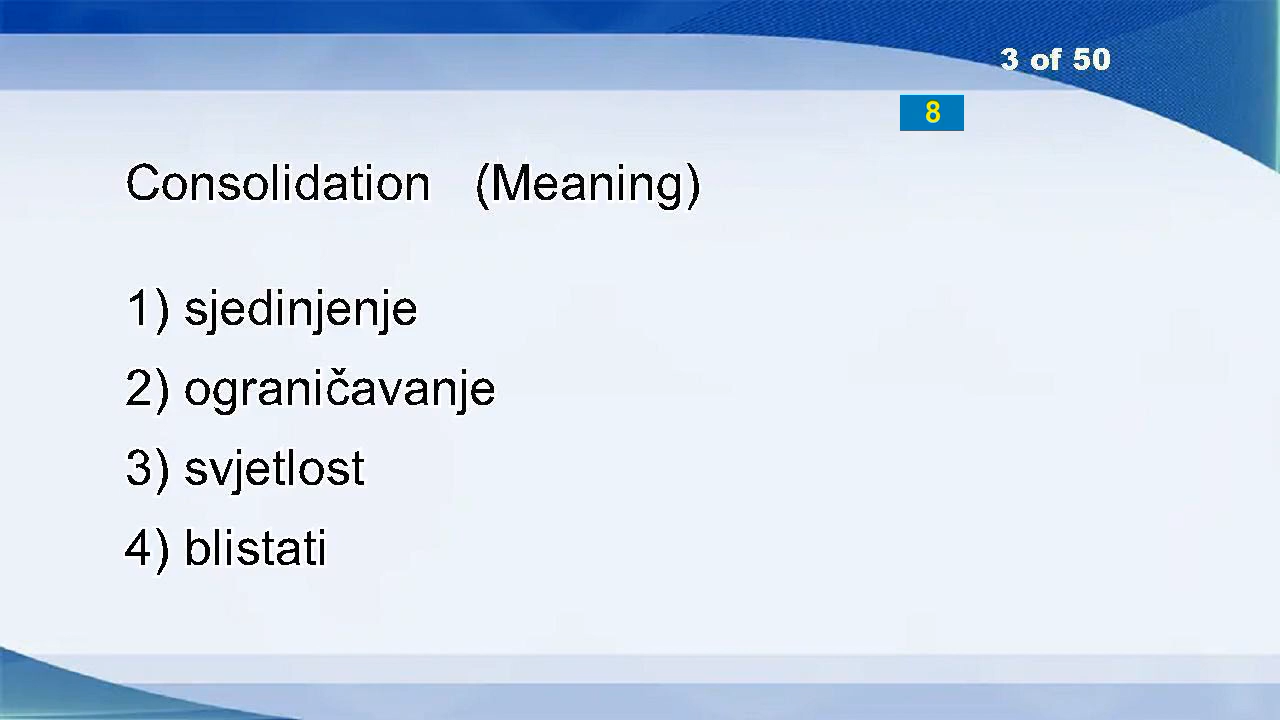 3 of 50
8
Consolidation (Meaning)
1) sjedinjenje
2) ograničavanje
3) svjetlost
4) blistati